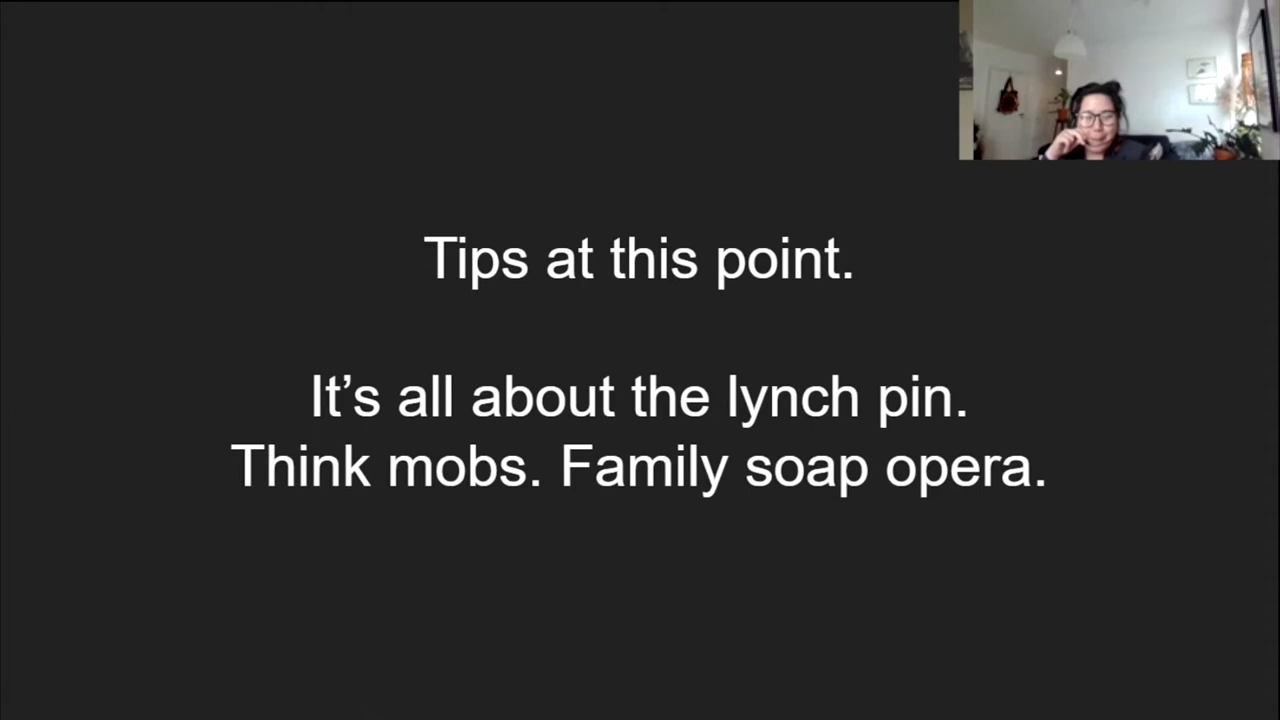 Tips at this point.
It’s all about the lynch pin.
Think mobs. Family soap opera.